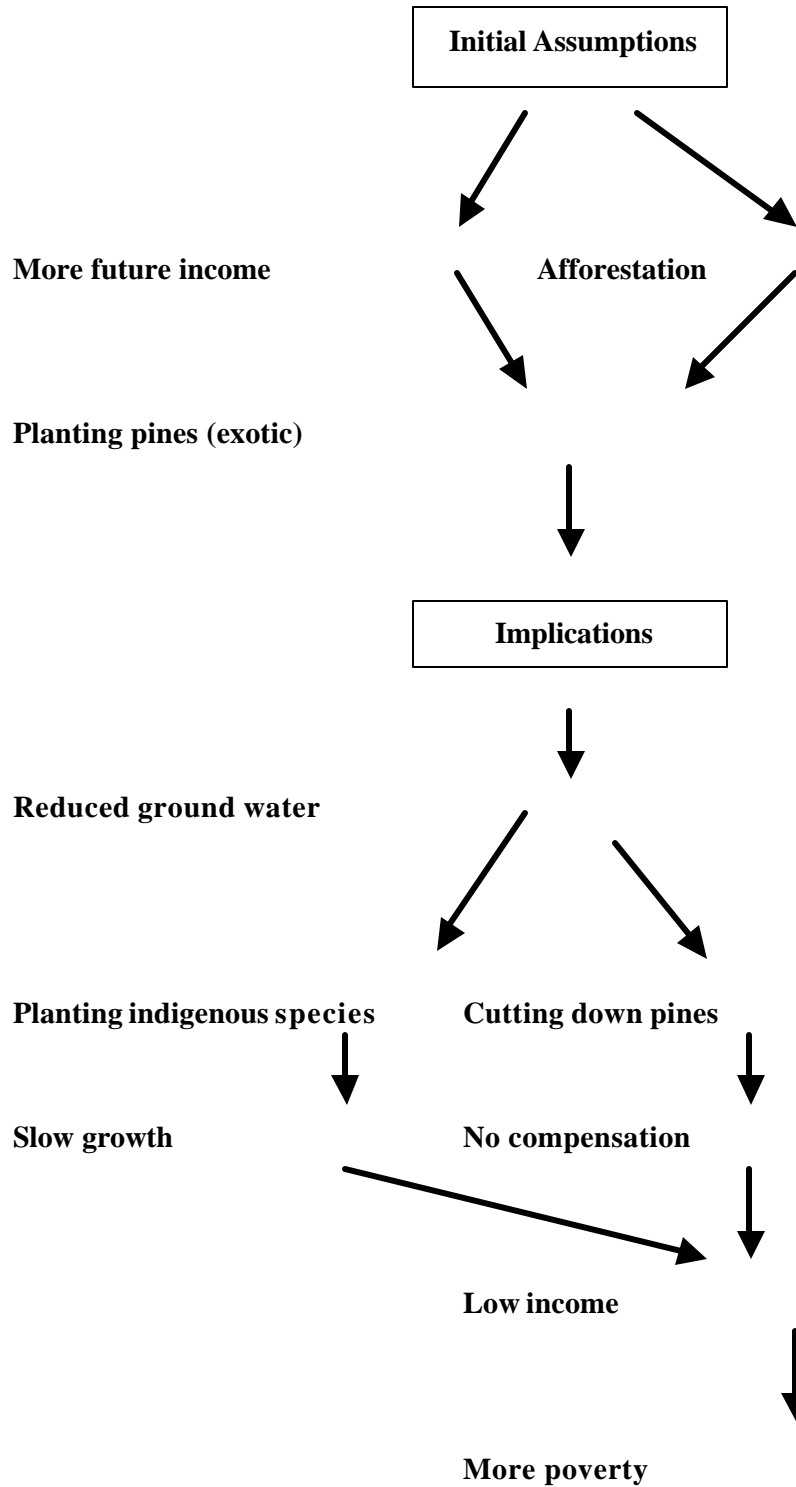 Initial Assumptions
More future income Afforestation
Planting pines (exotic)
Implications
Reduced ground water
Planting indigenous species Cutting down pines
Slow growth No compensation
Low income
More poverty